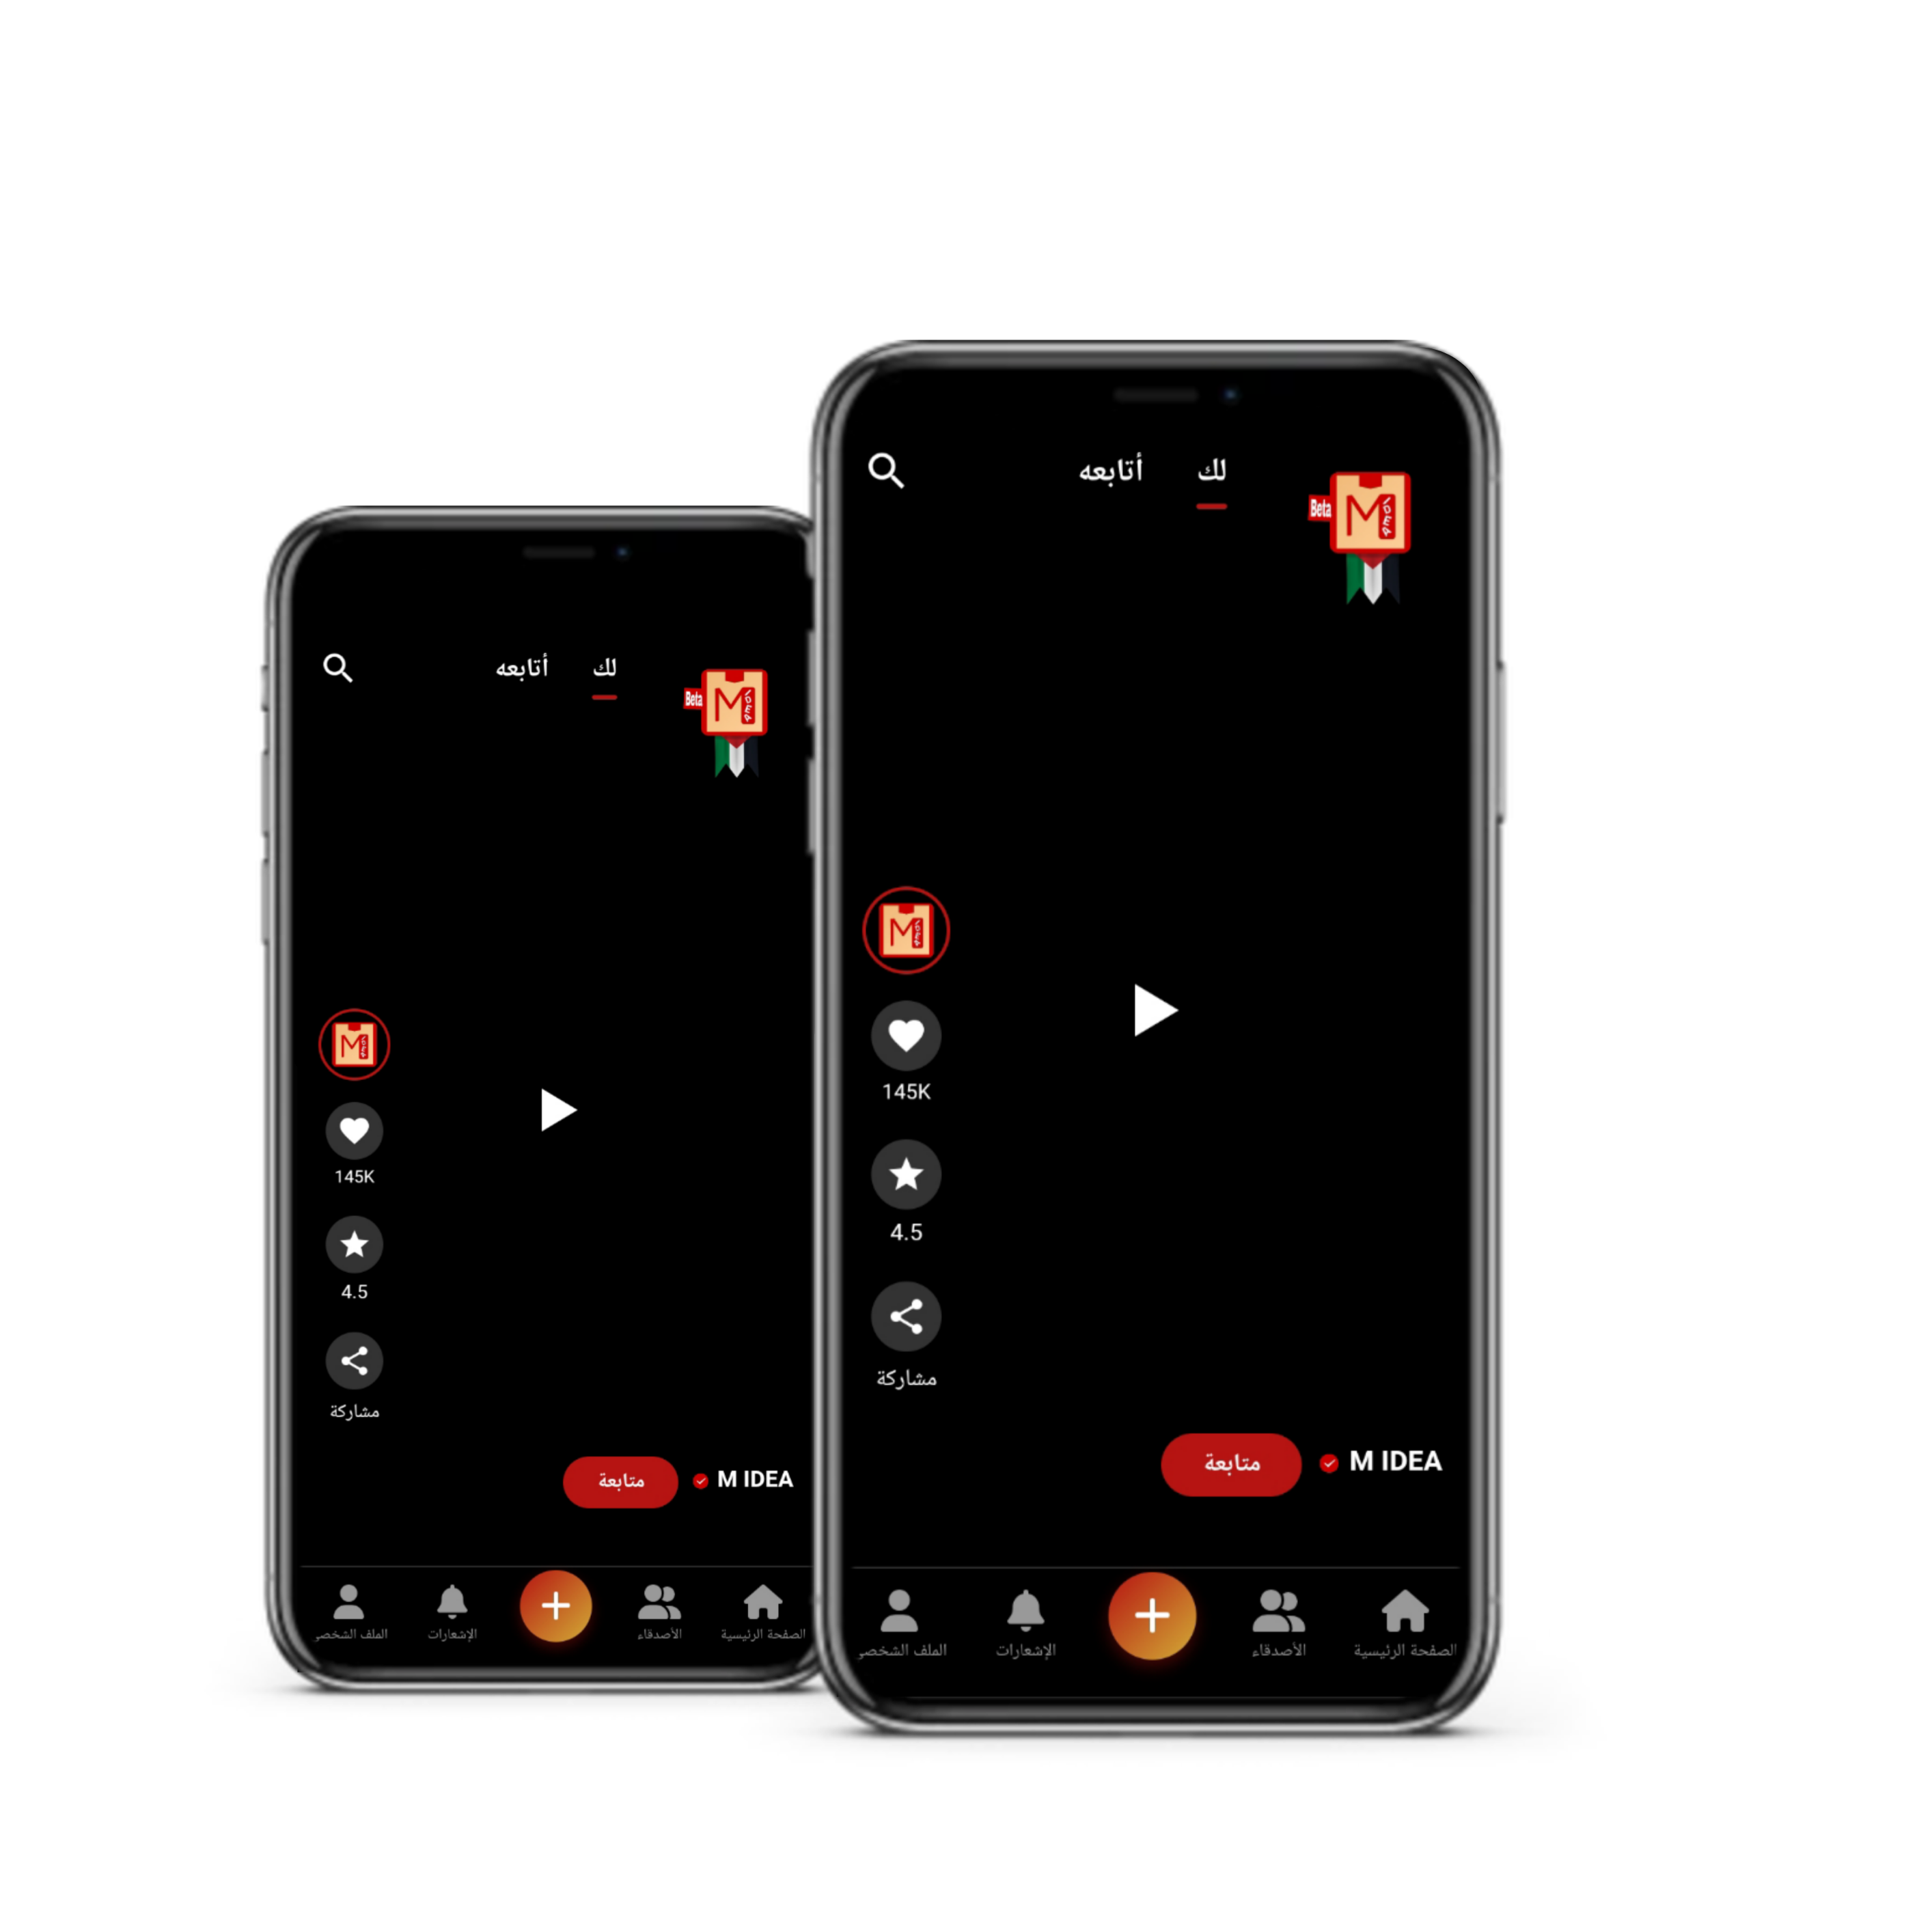 أتابعه
لك
Beta
M IDEA
M IDEA
145K
4.5
مشاركة
متابعة
M IDEA
الملف الشخصي
الإشعارات
الأصدقاء
الصفحة الرئيسية
لك
أتابعه
Beta
M IDEA
M IDEA
145K
4.5
مشاركة
M IDEA
متابعة
الصفحة الرئيسية
الأصدقاء
الإشعارات
الملف الشخصي